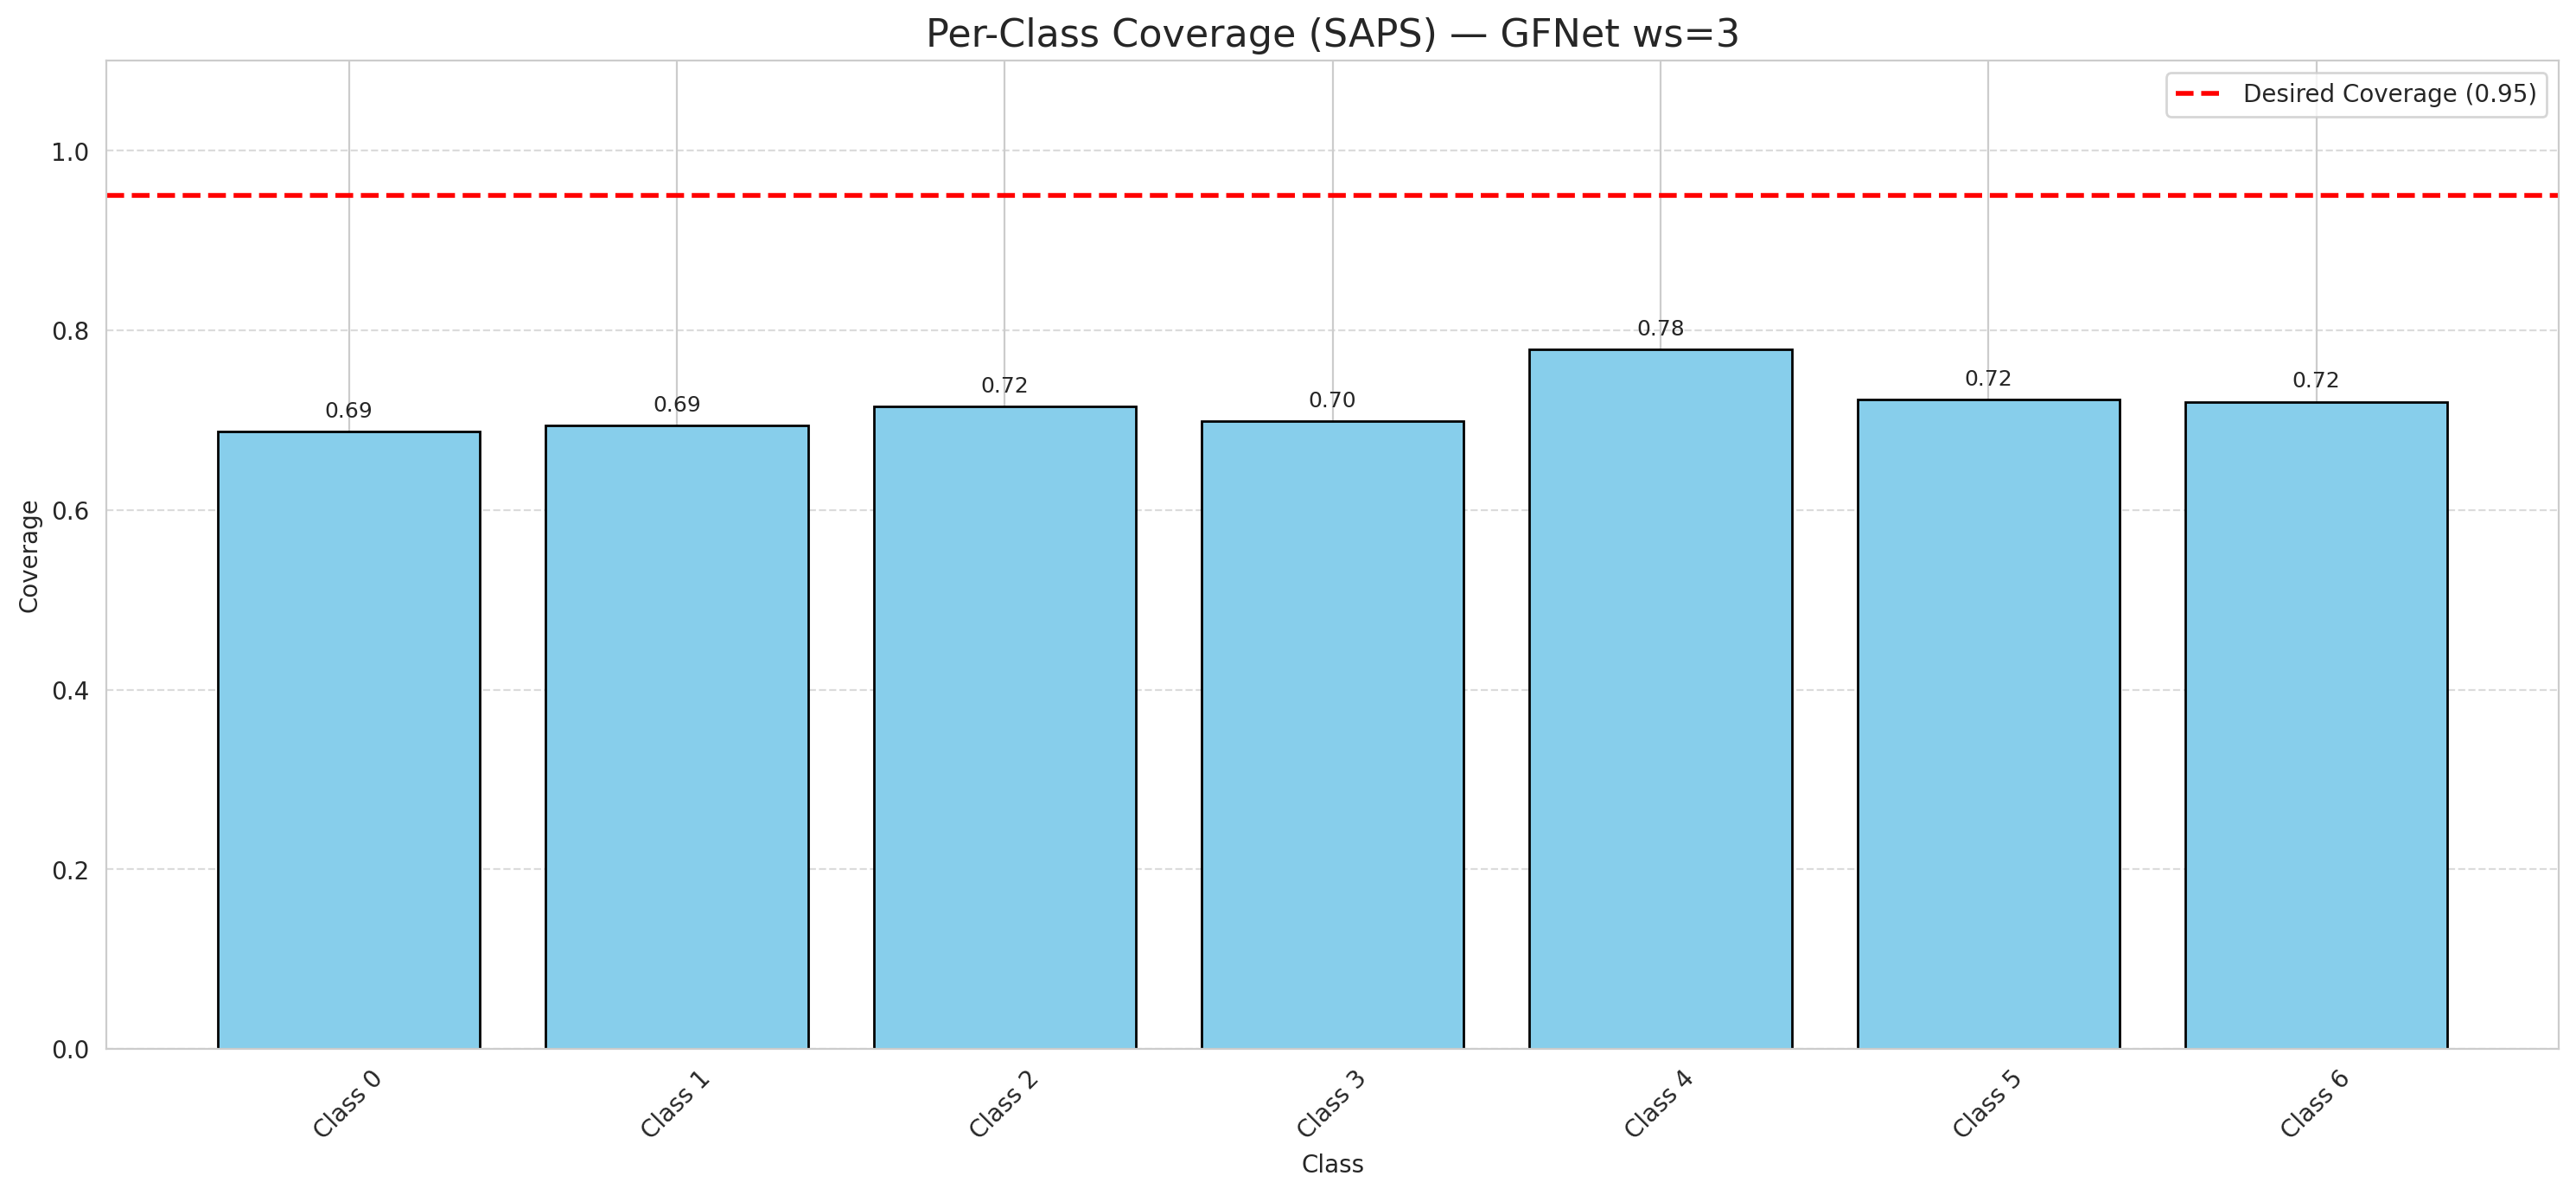 Per-Class Coverage (SAPS) — GFNet ws=3
Desired Coverage (0.95)
1.0
0.8
0.6
0.4
0.2
0.0
Coverage
0.69
0.69
0.72
0.70
0.78
0.72
0.72
Class 0
Class 1
Class 2
Class 3
Class 4
Class 5
Class 6
Class